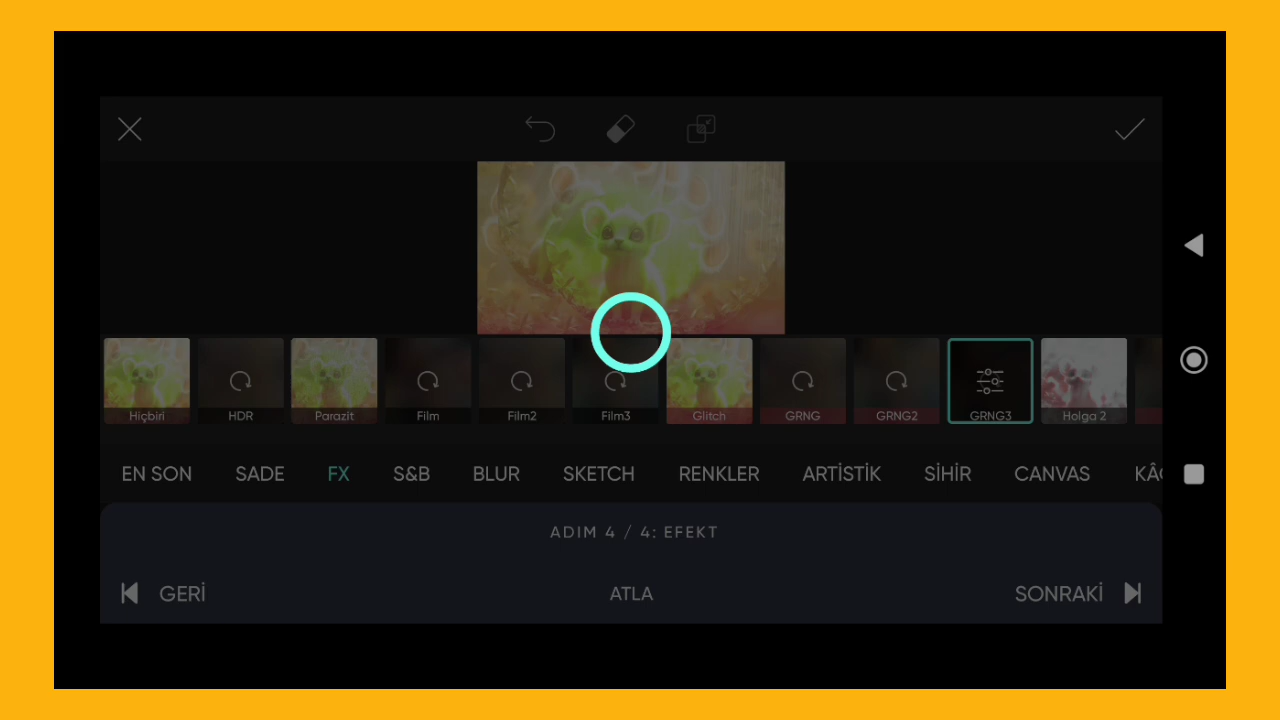 Hiçbiri HDR Parazit Film Film2 Film3 Glitch GRNG GRNG2 GRNG3 Holga 2
EN SON SADE FX S&B BLUR SKETCH RENKLER ARTİSTİK SİHİR CANVAS
ADIM 4 / 4: EFEKT
GERİ ATLA SONRAKİ